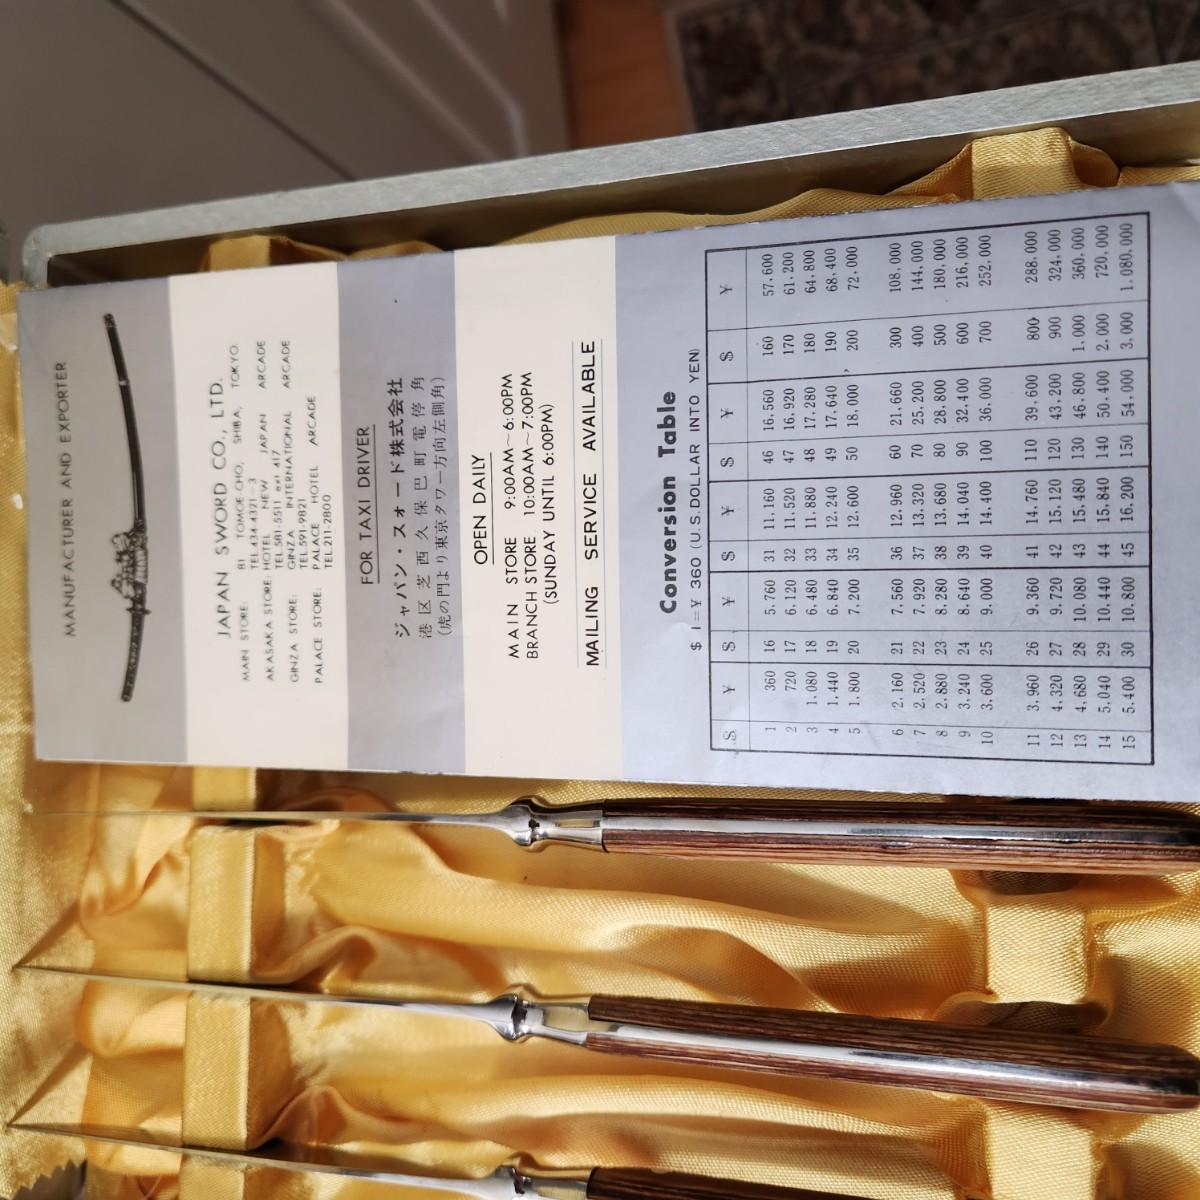 MANUFACTURER AND EXPORTER
JAPAN SWORD CO., LTD.
MAIN STORE: 81 TOMOE-CHO, SHIBA, TOKYO.
TEL.434-4321~3
AKASAKA STORE: HOTEL NEW JAPAN ARCADE
TEL.581-5511 ext 417
GINZA STORE: GINZA INTERNATIONAL ARCADE
TEL.591-9821
PALACE STORE: PALACE HOTEL ARCADE
TEL.211-2800
FOR TAXI DRIVER
ジャパン・スォード株式会社
港区芝西久保巴町電停角
(虎の門より東京タワー方向左側角)
OPEN DAILY
MAIN STORE 9:00AM~6:00PM
BRANCH STORE 10:00AM~7:00PM
(SUNDAY UNTIL 6:00PM)
MAILING SERVICE AVAILABLE
Conversion Table
$ 1=¥ 360 (U.S.DOLLAR INTO YEN)
$ ¥ $ ¥ $ ¥ $ ¥ $ ¥
1 360 16 5.760 31 11.160 46 16.560 160 57.600
2 720 17 6.120 32 11.520 47 16.920 170 61.200
3 1.080 18 6.480 33 11.880 48 17.280 180 64.800
4 1.440 19 6.840 34 12.240 49 17.640 190 68.400
5 1.800 20 7.200 35 12.600 50 18.000 200 72.000
6 2.160 21 7.560 36 12.960 60 21.660 300 108.000
7 2.520 22 7.920 37 13.320 70 25.200 400 144.000
8 2.880 23 8.280 38 13.680 80 28.800 500 180.000
9 3.240 24 8.640 39 14.040 90 32.400 600 216.000
10 3.600 25 9.000 40 14.400 100 36.000 700 252.000
11 3.960 26 9.360 41 14.760 110 39.600 800 288.000
12 4.320 27 9.720 42 15.120 120 43.200 900 324.000
13 4.680 28 10.080 43 15.480 130 46.800 1.000 360.000
14 5.040 29 10.440 44 15.840 140 50.400 2.000 720.000
15 5.400 30 10.800 45 16.200 150 54.000 3.000 1.080.000